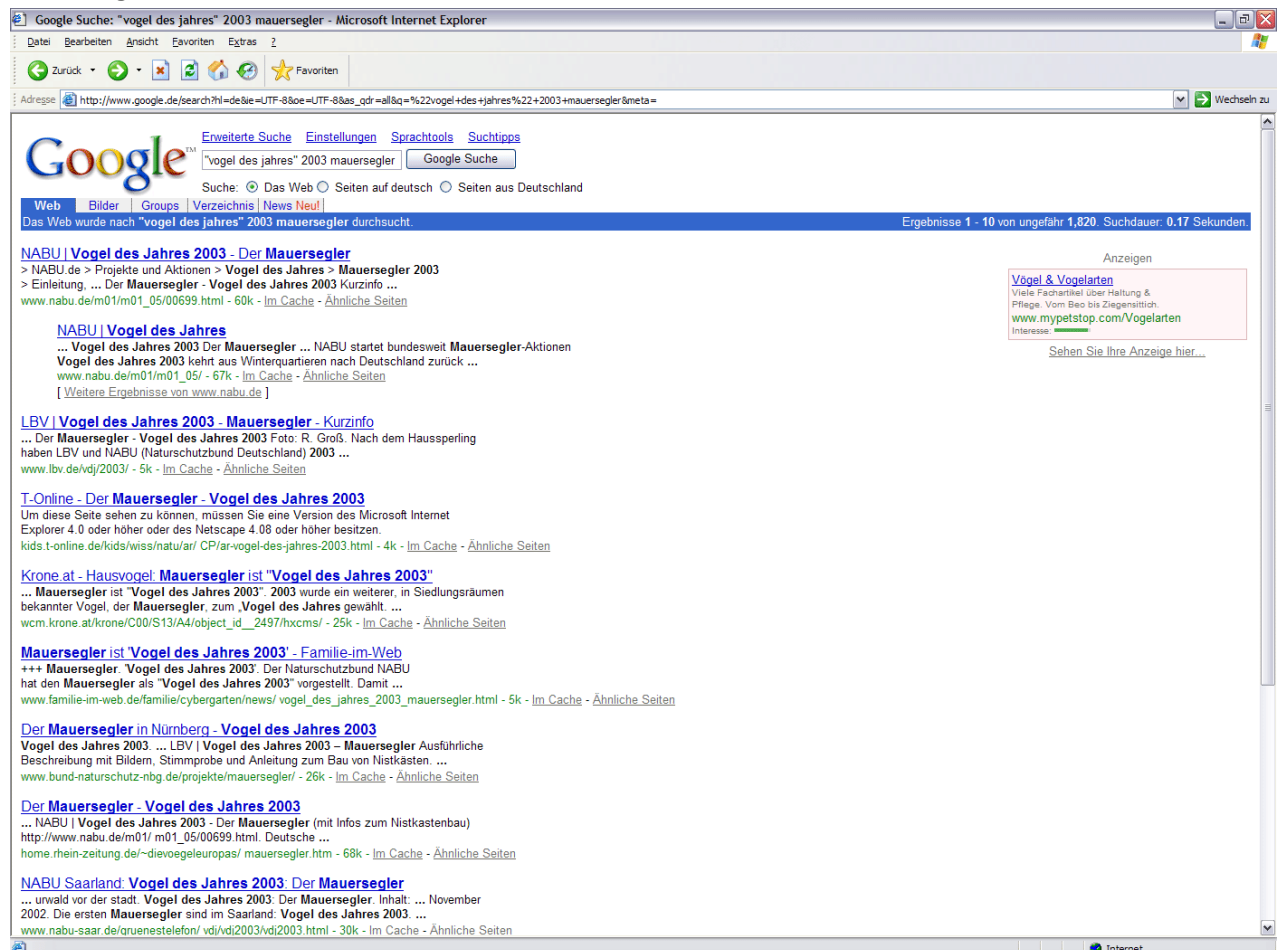 Google Suche: "vogel des jahres" 2003 mauersegler - Microsoft Internet Explorer
Datei Bearbeiten Ansicht Favoriten Extras ?
Zurück Favoriten
Adresse http://www.google.de/search?hl=de&ie=UTF-8&oe=UTF-8&as_qdr=all&q=%22vogel+des+jahres%22+2003+mauersegler&meta= Wechseln zu
Erweiterte Suche Einstellungen Sprachtools Suchtipps
Google™ "vogel des jahres" 2003 mauersegler Google Suche
Suche: Das Web Seiten auf deutsch Seiten aus Deutschland
Web Bilder Groups Verzeichnis News Neu!
Das Web wurde nach "vogel des jahres" 2003 mauersegler durchsucht. Ergebnisse 1 - 10 von ungefähr 1,820. Suchdauer: 0.17 Sekunden.
NABU | Vogel des Jahres 2003 - Der Mauersegler
> NABU.de > Projekte und Aktionen > Vogel des Jahres > Mauersegler 2003
> Einleitung, ... Der Mauersegler - Vogel des Jahres 2003 Kurzinfo ...
www.nabu.de/m01/m01_05/00699.html - 60k - Im Cache - Ähnliche Seiten
NABU | Vogel des Jahres
... Vogel des Jahres 2003 Der Mauersegler ... NABU startet bundesweit Mauersegler-Aktionen
Vogel des Jahres 2003 kehrt aus Winterquartieren nach Deutschland zurück ...
www.nabu.de/m01/m01_05/ - 67k - Im Cache - Ähnliche Seiten
[ Weitere Ergebnisse von www.nabu.de ]
LBV | Vogel des Jahres 2003 - Mauersegler - Kurzinfo
... Der Mauersegler - Vogel des Jahres 2003 Foto: R. Groß. Nach dem Haussperling
haben LBV und NABU (Naturschutzbund Deutschland) 2003 ...
www.lbv.de/vdj/2003/ - 5k - Im Cache - Ähnliche Seiten
T-Online - Der Mauersegler - Vogel des Jahres 2003
Um diese Seite sehen zu können, müssen Sie eine Version des Microsoft Internet
Explorer 4.0 oder höher oder des Netscape 4.08 oder höher besitzen.
kids.t-online.de/kids/wiss/natu/ar/ CP/ar-vogel-des-jahres-2003.html - 4k - Im Cache - Ähnliche Seiten
Krone.at - Hausvogel: Mauersegler ist "Vogel des Jahres 2003"
... Mauersegler ist "Vogel des Jahres 2003". 2003 wurde ein weiterer, in Siedlungsräumen
bekannter Vogel, der Mauersegler, zum „Vogel des Jahres gewählt. ...
wcm.krone.at/krone/C00/S13/A4/object_id__2497/hxcms/ - 25k - Im Cache - Ähnliche Seiten
Mauersegler ist 'Vogel des Jahres 2003' - Familie-im-Web
+++ Mauersegler. 'Vogel des Jahres 2003'. Der Naturschutzbund NABU
hat den Mauersegler als "Vogel des Jahres 2003" vorgestellt. Damit ...
www.familie-im-web.de/familie/cybergarten/news/ vogel_des_jahres_2003_mauersegler.html - 5k - Im Cache - Ähnliche Seiten
Der Mauersegler in Nürnberg - Vogel des Jahres 2003
Vogel des Jahres 2003. ... LBV | Vogel des Jahres 2003 – Mauersegler Ausführliche
Beschreibung mit Bildern, Stimmprobe und Anleitung zum Bau von Nistkästen. ...
www.bund-naturschutz-nbg.de/projekte/mauersegler/ - 26k - Im Cache - Ähnliche Seiten
Der Mauersegler - Vogel des Jahres 2003
... NABU | Vogel des Jahres 2003 - Der Mauersegler (mit Infos zum Nistkastenbau)
http://www.nabu.de/m01/ m01_05/00699.html. Deutsche ...
home.rhein-zeitung.de/~dievoegeleuropas/ mauersegler.htm - 68k - Im Cache - Ähnliche Seiten
NABU Saarland: Vogel des Jahres 2003: Der Mauersegler
... urwald vor der stadt. Vogel des Jahres 2003: Der Mauersegler. Inhalt: ... November
2002. Die ersten Mauersegler sind im Saarland: Vogel des Jahres 2003. ...
www.nabu-saar.de/gruenestelefon/ vdj/vdj2003/vdj2003.html - 30k - Im Cache - Ähnliche Seiten
Anzeigen
Vögel & Vogelarten
Viele Fachartikel über Haltung &
Pflege. Vom Beo bis Ziegensittich.
www.mypetstop.com/Vogelarten
Interesse:
Sehen Sie Ihre Anzeige hier...
Internet